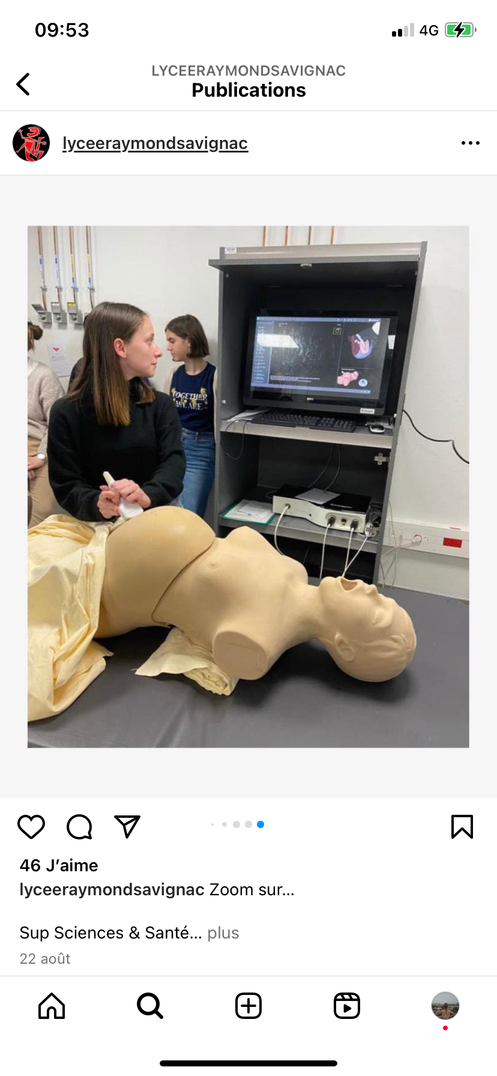 09:53
4G
LYCEERAYMONDSAVIGNAC
Publications
lyceeraymondsavignac
TOGETHER
46 J’aime
lyceeraymondsavignac Zoom sur...
Sup Sciences & Santé... plus
22 août